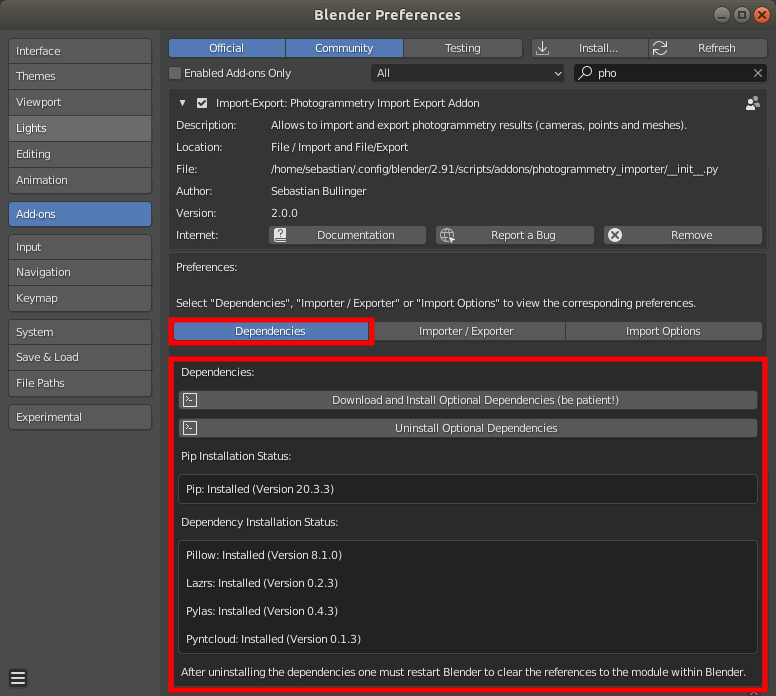 Blender Preferences
Interface
Themes
Viewport
Lights
Editing
Animation
Add-ons
Input
Navigation
Keymap
System
Save & Load
File Paths
Experimental
Official Community Testing Install... Refresh
Enabled Add-ons Only All pho
Import-Export: Photogrammetry Import Export Addon
Description: Allows to import and export photogrammetry results (cameras, points and meshes).
Location: File / Import and File/Export
File: /home/sebastian/.config/blender/2.91/scripts/addons/photogrammetry_importer/__init__.py
Author: Sebastian Bullinger
Version: 2.0.0
Internet: Documentation Report a Bug Remove
Preferences:
Select "Dependencies", "Importer / Exporter" or "Import Options" to view the corresponding preferences.
Dependencies Importer / Exporter Import Options
Dependencies:
Download and Install Optional Dependencies (be patient!)
Uninstall Optional Dependencies
Pip Installation Status:
Pip: Installed (Version 20.3.3)
Dependency Installation Status:
Pillow: Installed (Version 8.1.0)
Lazrs: Installed (Version 0.2.3)
Pylas: Installed (Version 0.4.3)
Pyntcloud: Installed (Version 0.1.3)
After uninstalling the dependencies one must restart Blender to clear the references to the module within Blender.